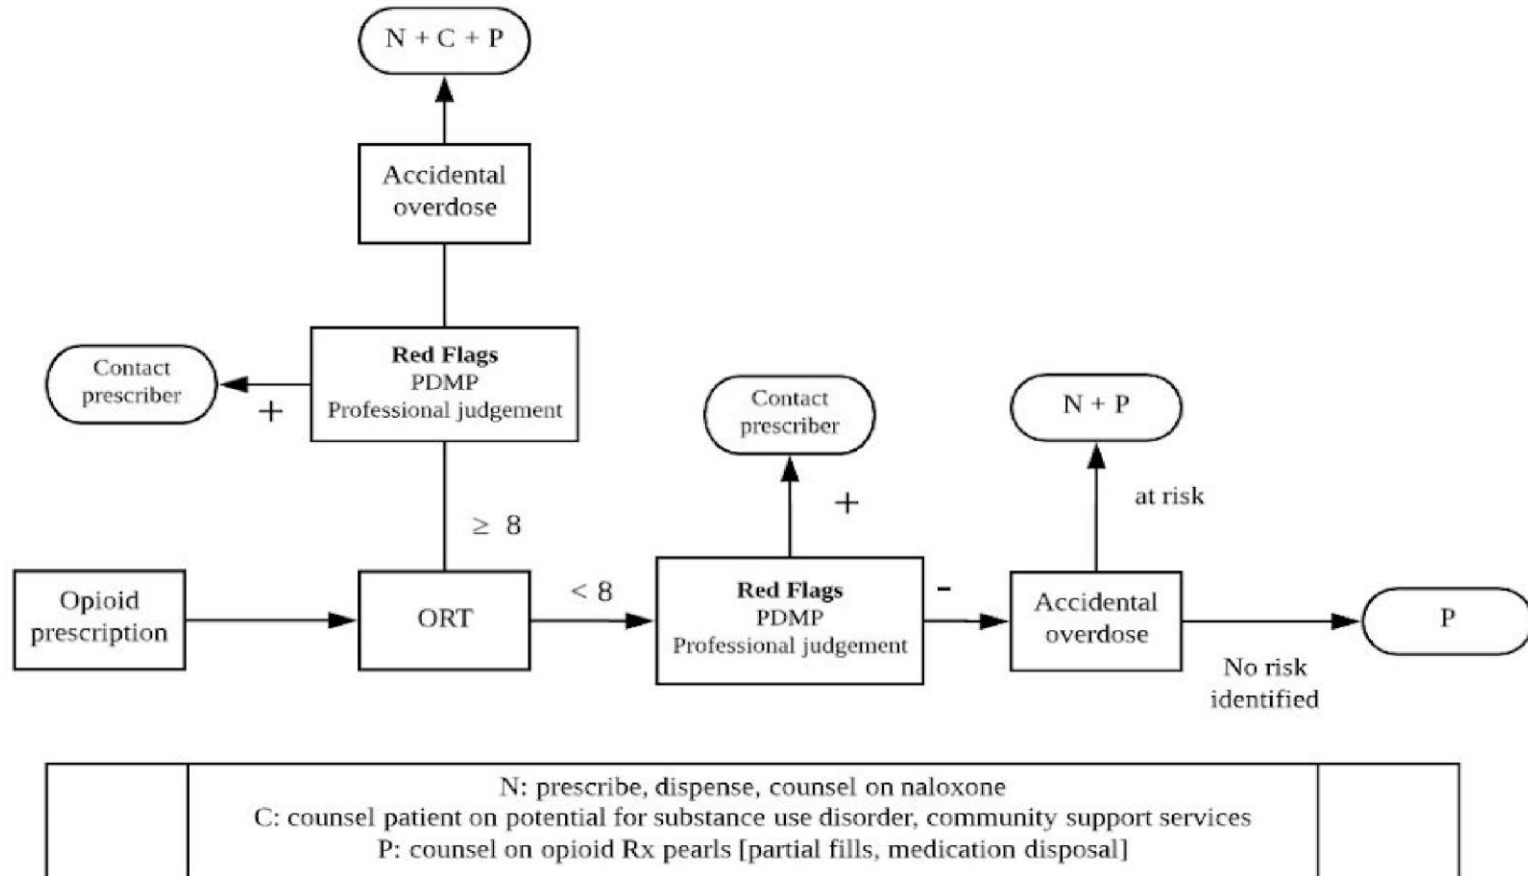 N + C + P
Accidental
overdose
Red Flags
PDMP
Professional judgement
Contact
prescriber
+
≥ 8
Opioid
prescription
ORT
< 8
Red Flags
PDMP
Professional judgement
Contact
prescriber
+
-
Accidental
overdose
N + P
at risk
No risk
identified
P
N: prescribe, dispense, counsel on naloxone
C: counsel patient on potential for substance use disorder, community support services
P: counsel on opioid Rx pearls [partial fills, medication disposal]